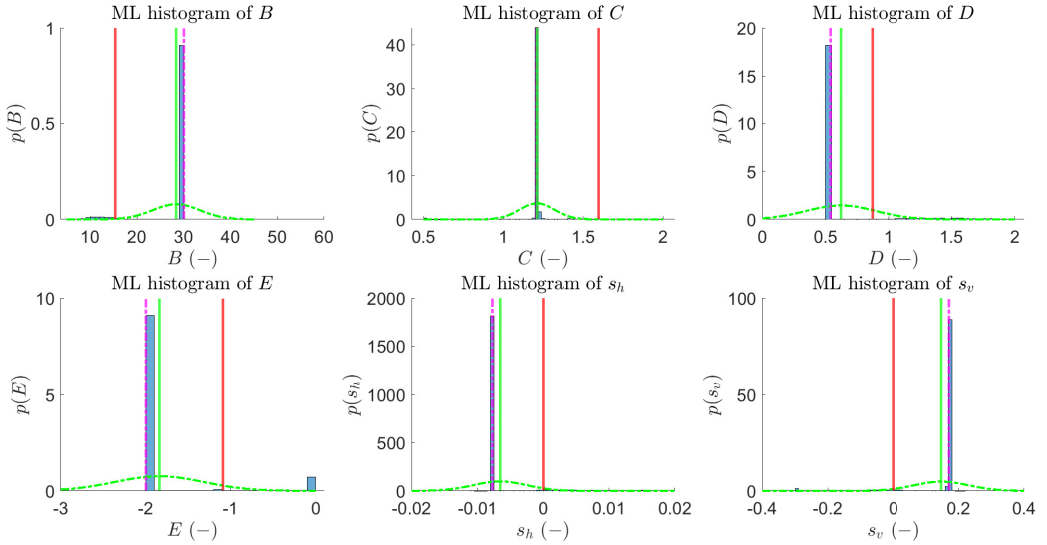 ML histogram of B
ML histogram of C
ML histogram of D
p(B)
1
0.5
0
10 20 30 40 50 60
B (−)
p(C)
40
30
20
10
0
0.5 1 1.5 2
C (−)
p(D)
20
15
10
5
0
0 0.5 1 1.5 2
D (−)
ML histogram of E
ML histogram of s_h
ML histogram of s_v
p(E)
10
5
0
-3 -2 -1 0
E (−)
p(s_h)
2000
1500
1000
500
0
-0.02 -0.01 0 0.01 0.02
s_h (−)
p(s_v)
100
50
0
-0.4 -0.2 0 0.2 0.4
s_v (−)